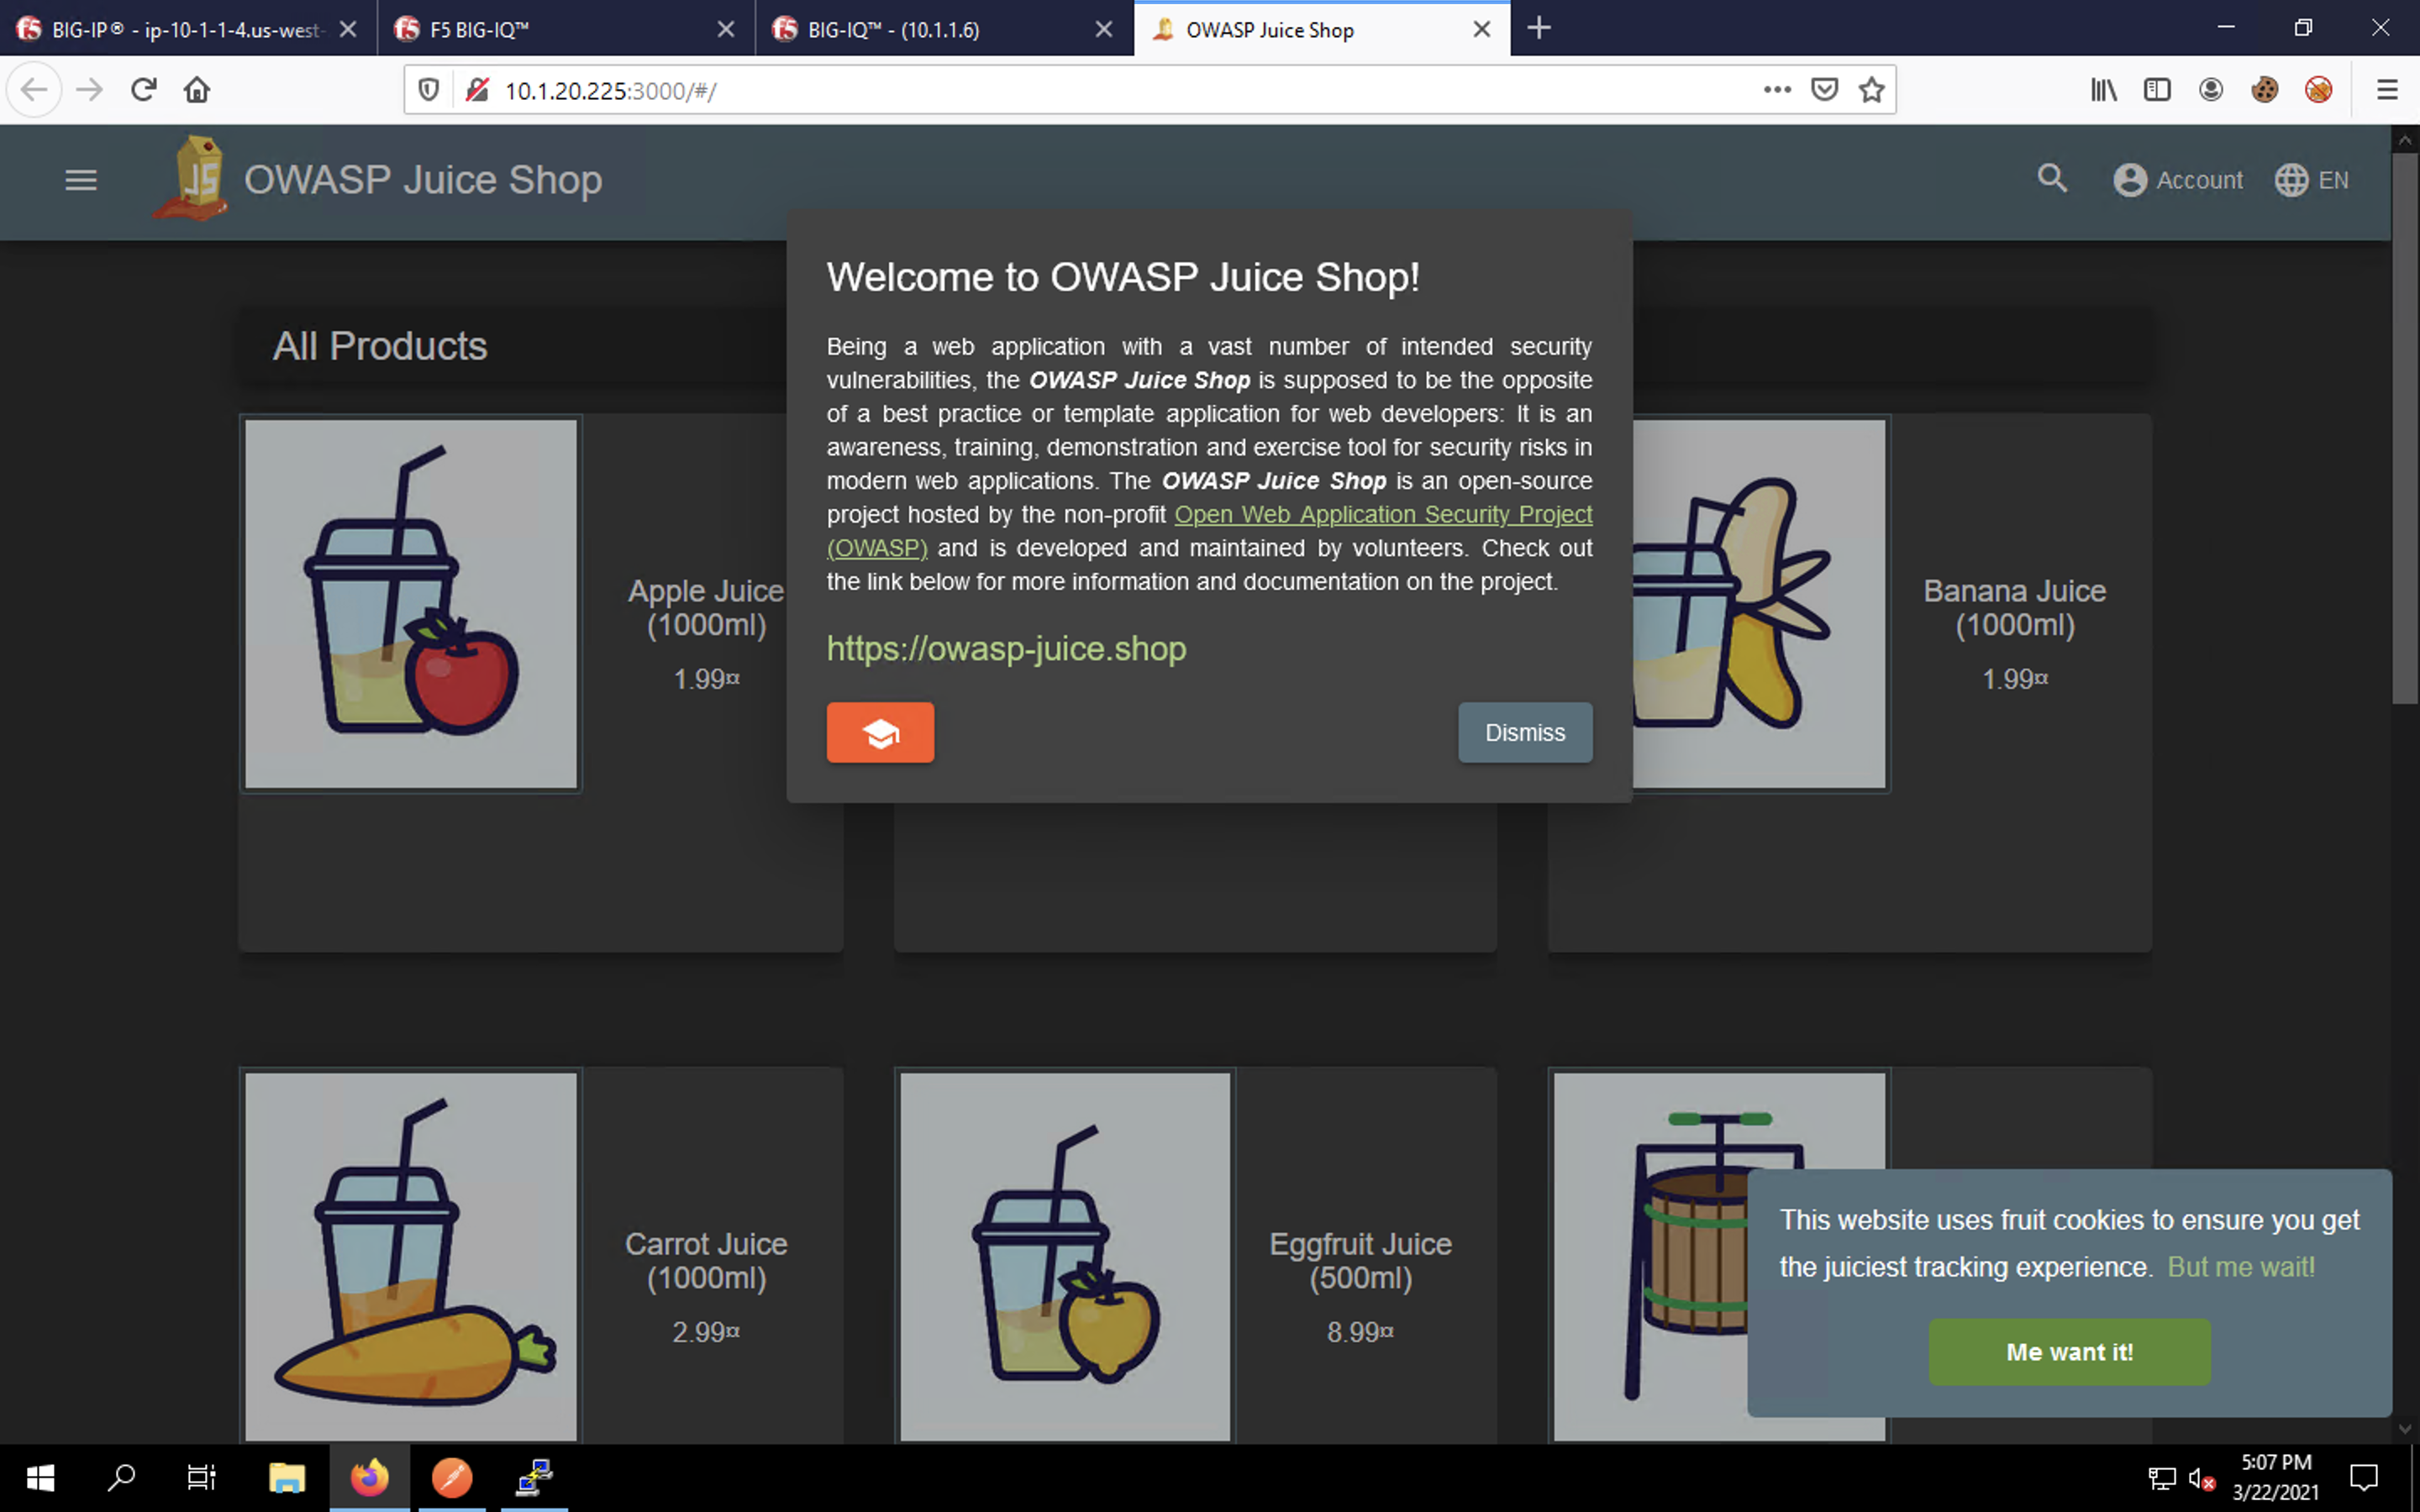 BIG-IP® - ip-10-1-1-4.us-west-
F5 BIG-IQ™
BIG-IQ™ - (10.1.1.6)
OWASP Juice Shop
10.1.20.225:3000/#/
OWASP Juice Shop
Account
EN
All Products
Welcome to OWASP Juice Shop!
Being a web application with a vast number of intended security
vulnerabilities, the OWASP Juice Shop is supposed to be the opposite
of a best practice or template application for web developers: It is an
awareness, training, demonstration and exercise tool for security risks in
modern web applications. The OWASP Juice Shop is an open-source
project hosted by the non-profit Open Web Application Security Project
(OWASP) and is developed and maintained by volunteers. Check out
the link below for more information and documentation on the project.
https://owasp-juice.shop
Dismiss
Apple Juice
(1000ml)
1.99¤
Banana Juice
(1000ml)
1.99¤
Carrot Juice
(1000ml)
2.99¤
Eggfruit Juice
(500ml)
8.99¤
This website uses fruit cookies to ensure you get
the juiciest tracking experience. But me wait!
Me want it!
5:07 PM
3/22/2021